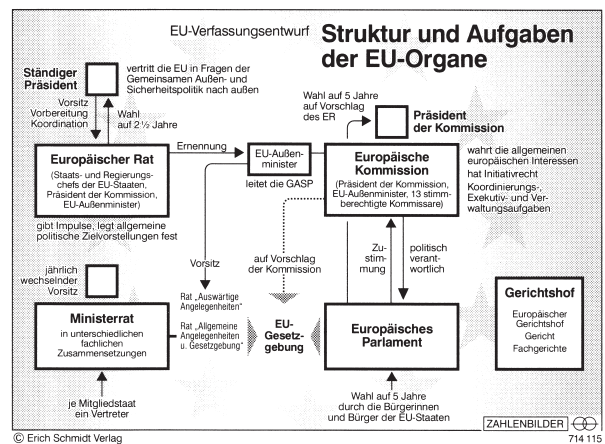 EU-Verfassungsentwurf
Struktur und Aufgaben
der EU-Organe
Ständiger
Präsident
vertritt die EU in Fragen der
Gemeinsamen Außen- und
Sicherheitspolitik nach außen
Vorsitz
Vorbereitung
Koordination
Wahl
auf 2 ½ Jahre
Wahl auf 5 Jahre
auf Vorschlag
des ER
Präsident
der Kommission
Europäischer Rat
(Staats- und Regierungs-
chefs der EU-Staaten,
Präsident der Kommission,
EU-Außenminister)
Ernennung
EU-Außen-
minister
leitet die GASP
Europäische
Kommission
(Präsident der Kommission,
EU-Außenminister, 13 stimm-
berechtigte Kommissare)
wahrt die allgemeinen
europäischen Interessen
hat Initiativrecht
Koordinierungs-,
Exekutiv- und Ver-
waltungsaufgaben
gibt Impulse, legt allgemeine
politische Zielvorstellungen fest
jährlich
wechselnder
Vorsitz
Vorsitz
auf Vorschlag
der Kommission
Zu-
stim-
mung
politisch
verant-
wortlich
Ministerrat
in unterschiedlichen
fachlichen
Zusammensetzungen
Rat „Auswärtige
Angelegenheiten“
Rat „Allgemeine
Angelegenheiten
u. Gesetzgebung“
EU-
Gesetz-
gebung
Europäisches
Parlament
Gerichtshof
Europäischer
Gerichtshof
Gericht
Fachgerichte
je Mitgliedstaat
ein Vertreter
Wahl auf 5 Jahre
durch die Bürgerinnen
und Bürger der EU-Staaten
ZAHLENBILDER
© Erich Schmidt Verlag
714 115